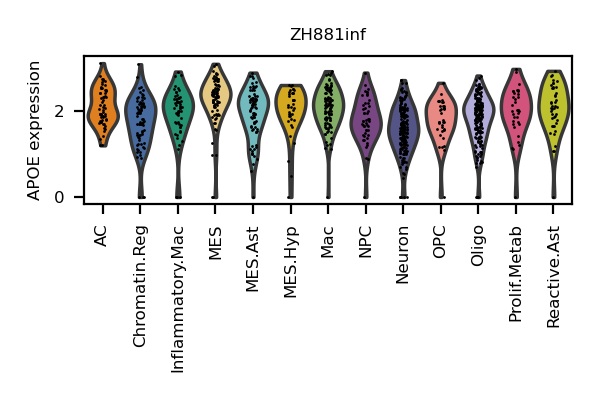 ZH881inf
APOE expression
2
0
AC
Chromatin.Reg
Inflammatory.Mac
MES
MES.Ast
MES.Hyp
Mac
NPC
Neuron
OPC
Oligo
Prolif.Metab
Reactive.Ast